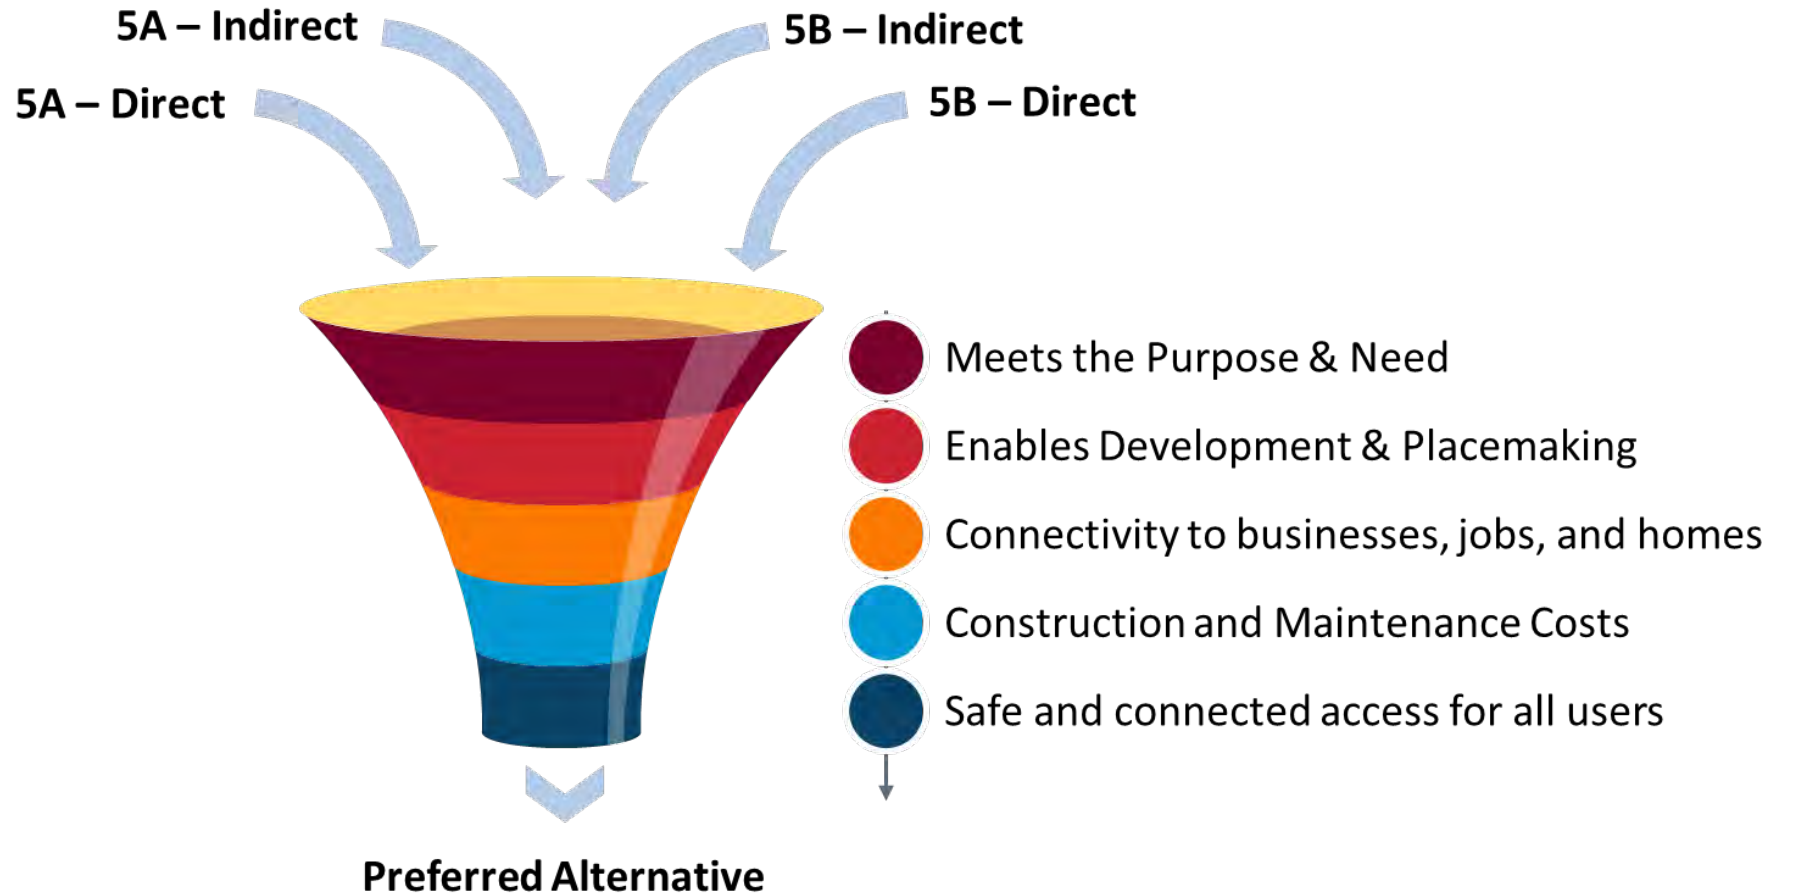 5A – Indirect
5B – Indirect
5A – Direct
5B – Direct
Meets the Purpose & Need
Enables Development & Placemaking
Connectivity to businesses, jobs, and homes
Construction and Maintenance Costs
Safe and connected access for all users
Preferred Alternative